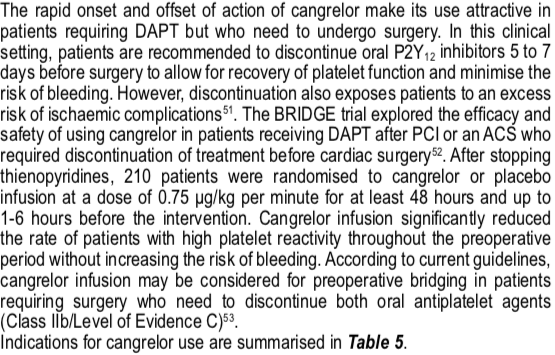 The rapid onset and offset of action of cangrelor make its use attractive in
patients requiring DAPT but who need to undergo surgery. In this clinical
setting, patients are recommended to discontinue oral P2Y₁₂ inhibitors 5 to 7
days before surgery to allow for recovery of platelet function and minimise the
risk of bleeding. However, discontinuation also exposes patients to an excess
risk of ischaemic complications⁵¹. The BRIDGE trial explored the efficacy and
safety of using cangrelor in patients receiving DAPT after PCI or an ACS who
required discontinuation of treatment before cardiac surgery⁵². After stopping
thienopyridines, 210 patients were randomised to cangrelor or placebo
infusion at a dose of 0.75 µg/kg per minute for at least 48 hours and up to
1-6 hours before the intervention. Cangrelor infusion significantly reduced
the rate of patients with high platelet reactivity throughout the preoperative
period without increasing the risk of bleeding. According to current guidelines,
cangrelor infusion may be considered for preoperative bridging in patients
requiring surgery who need to discontinue both oral antiplatelet agents
(Class IIb/Level of Evidence C)⁵³.
Indications for cangrelor use are summarised in Table 5.